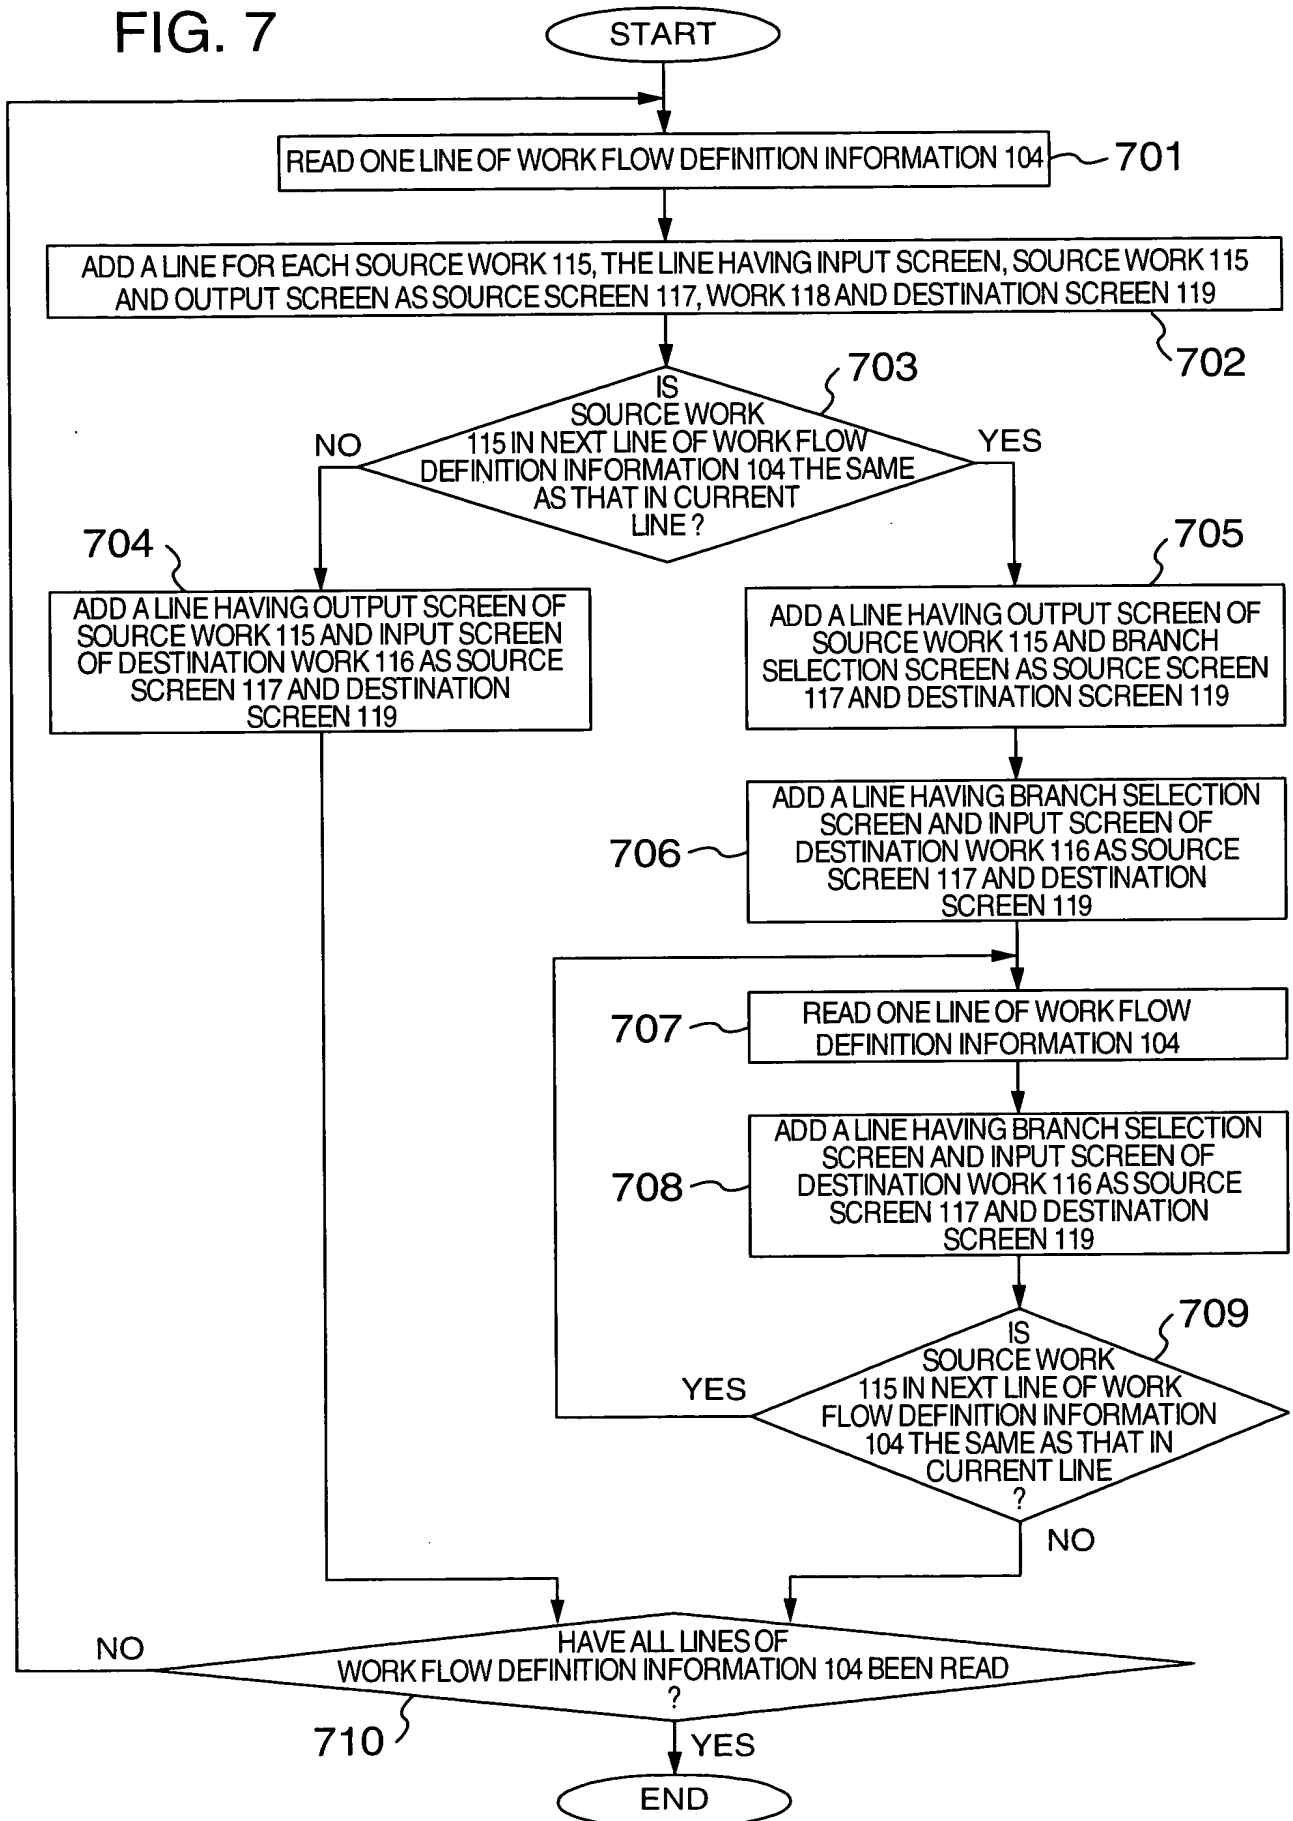 FIG. 7
START
READ ONE LINE OF WORK FLOW DEFINITION INFORMATION 104
701
ADD A LINE FOR EACH SOURCE WORK 115, THE LINE HAVING INPUT SCREEN, SOURCE WORK 115
AND OUTPUT SCREEN AS SOURCE SCREEN 117, WORK 118 AND DESTINATION SCREEN 119
702
703
IS
SOURCE WORK
115 IN NEXT LINE OF WORK FLOW
DEFINITION INFORMATION 104 THE SAME
AS THAT IN CURRENT
LINE ?
NO
YES
704
ADD A LINE HAVING OUTPUT SCREEN OF
SOURCE WORK 115 AND INPUT SCREEN
OF DESTINATION WORK 116 AS SOURCE
SCREEN 117 AND DESTINATION
SCREEN 119
705
ADD A LINE HAVING OUTPUT SCREEN OF
SOURCE WORK 115 AND BRANCH
SELECTION SCREEN AS SOURCE SCREEN
117 AND DESTINATION SCREEN 119
706
ADD A LINE HAVING BRANCH SELECTION
SCREEN AND INPUT SCREEN OF
DESTINATION WORK 116 AS SOURCE
SCREEN 117 AND DESTINATION
SCREEN 119
707
READ ONE LINE OF WORK FLOW
DEFINITION INFORMATION 104
708
ADD A LINE HAVING BRANCH SELECTION
SCREEN AND INPUT SCREEN OF
DESTINATION WORK 116 AS SOURCE
SCREEN 117 AND DESTINATION
SCREEN 119
709
IS
SOURCE WORK
115 IN NEXT LINE OF WORK
FLOW DEFINITION INFORMATION
104 THE SAME AS THAT IN
CURRENT LINE
?
YES
NO
HAVE ALL LINES OF
WORK FLOW DEFINITION INFORMATION 104 BEEN READ
?
NO
710
YES
END